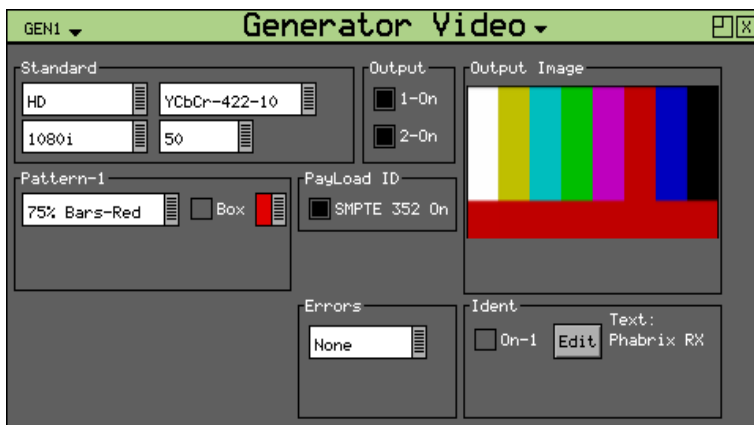 GEN1
Generator Video
X
Standard
HD
YCbCr-422-10
1080i
50
Output
1-On
2-On
Output Image
Pattern-1
75% Bars-Red
Box
PayLoad ID
SMPTE 352 On
Errors
None
Ident
On-1
Edit
Text:
Phabrix RX